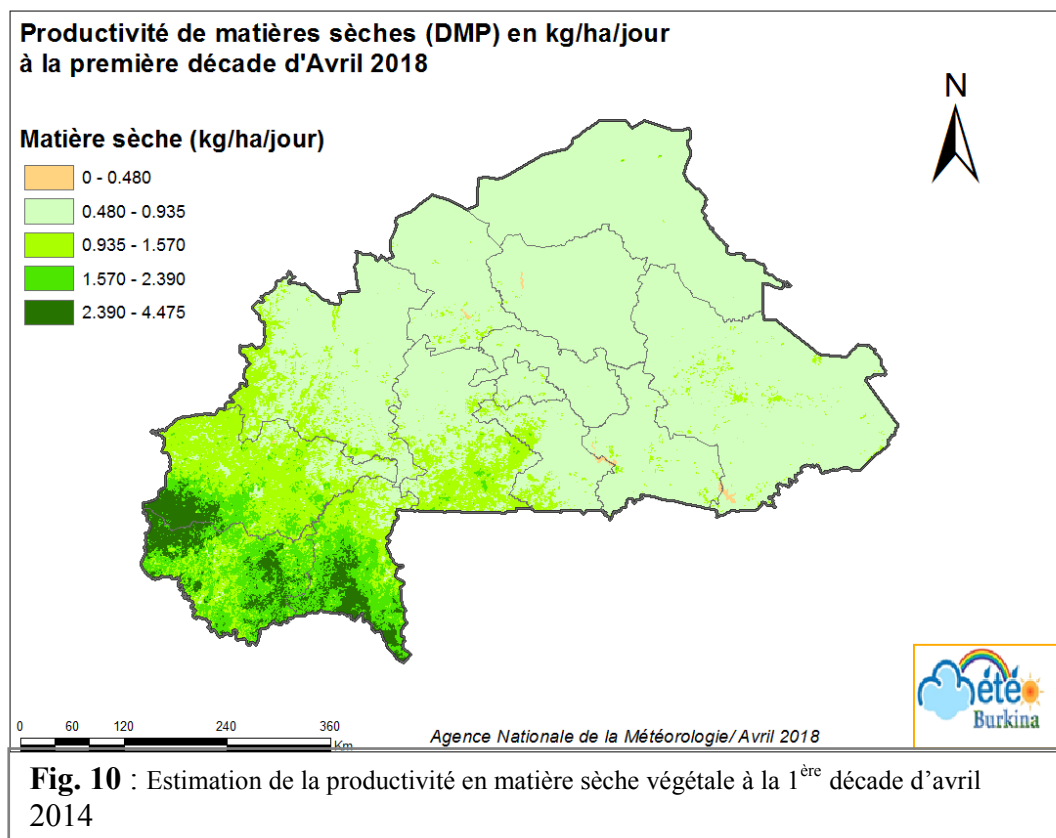 Productivité de matières sèches (DMP) en kg/ha/jour
à la première décade d'Avril 2018
N
Matière sèche (kg/ha/jour)
0 - 0.480
0.480 - 0.935
0.935 - 1.570
1.570 - 2.390
2.390 - 4.475
été
Burkina
0 60 120 240 360
Km
Agence Nationale de la Météorologie/ Avril 2018
Fig. 10 : Estimation de la productivité en matière sèche végétale à la 1ère décade d’avril
2014